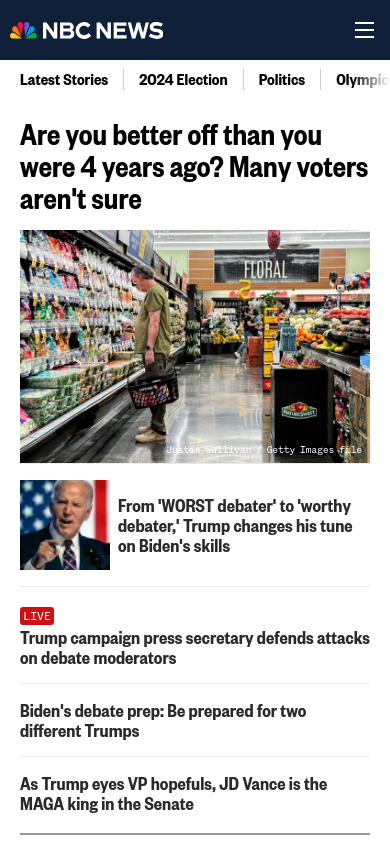 NBC NEWS
Latest Stories
2024 Election
Politics
Olympic
Are you better off than you
were 4 years ago? Many voters
aren't sure
FLORAL
NATURESWEET
Justin Sullivan / Getty Images file
From 'WORST debater' to 'worthy
debater,' Trump changes his tune
on Biden's skills
LIVE
Trump campaign press secretary defends attacks
on debate moderators
Biden's debate prep: Be prepared for two
different Trumps
As Trump eyes VP hopefuls, JD Vance is the
MAGA king in the Senate